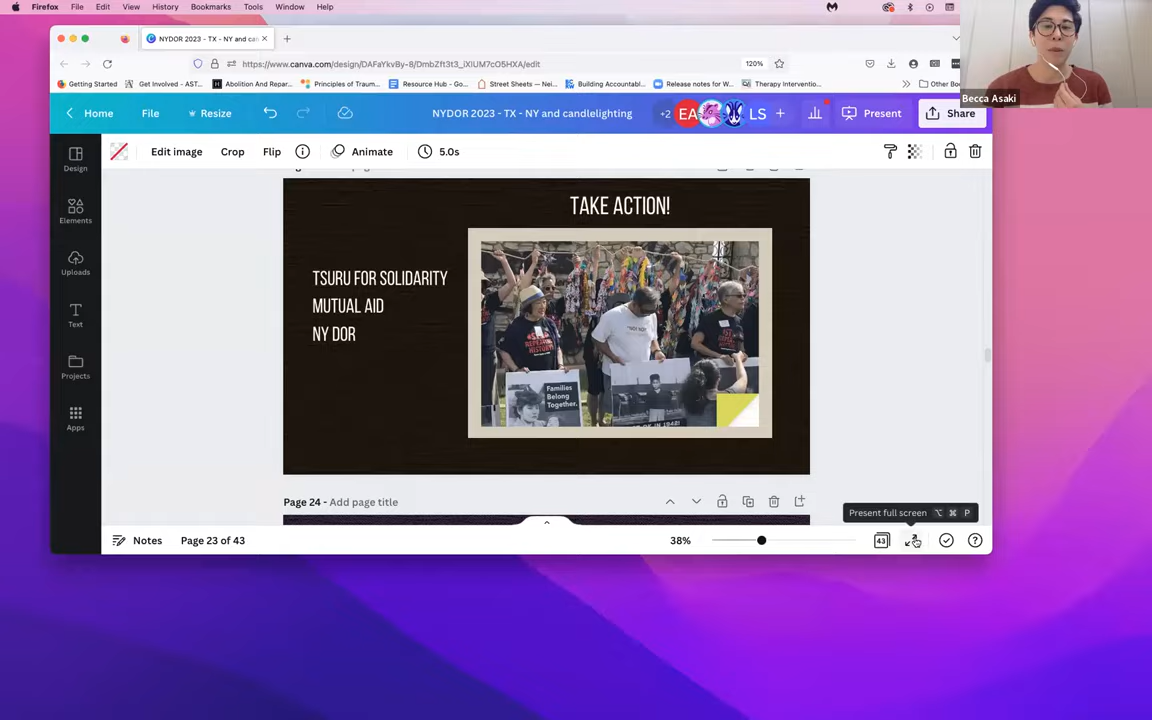 Firefox File Edit View History Bookmarks Tools Window Help
NYDOR 2023 - TX - NY and can
https://www.canva.com/design/DAFaYkvBy-8/DmbZft3t3_iXlUM7cO5HXA/edit
120%
Getting Started Get Involved - AST... Abolition And Repar... Principles of Traum... Resource Hub - Goo... Street Sheets — Nei... Building Accountabl... Release notes for W... Therapy Interventio... Other Boo
Becca Asaki
Home File Resize NYDOR 2023 - TX - NY and candlelighting +2 EA LS + Present Share
Edit image Crop Flip Animate 5.0s
Design
Elements
Uploads
Text
Projects
Apps
TAKE ACTION!
TSURU FOR SOLIDARITY
MUTUAL AID
NY DOR
Families
Belong
Together.
Page 24 - Add page title
Present full screen ⌥ ⌘ P
Notes Page 23 of 43 38% 43